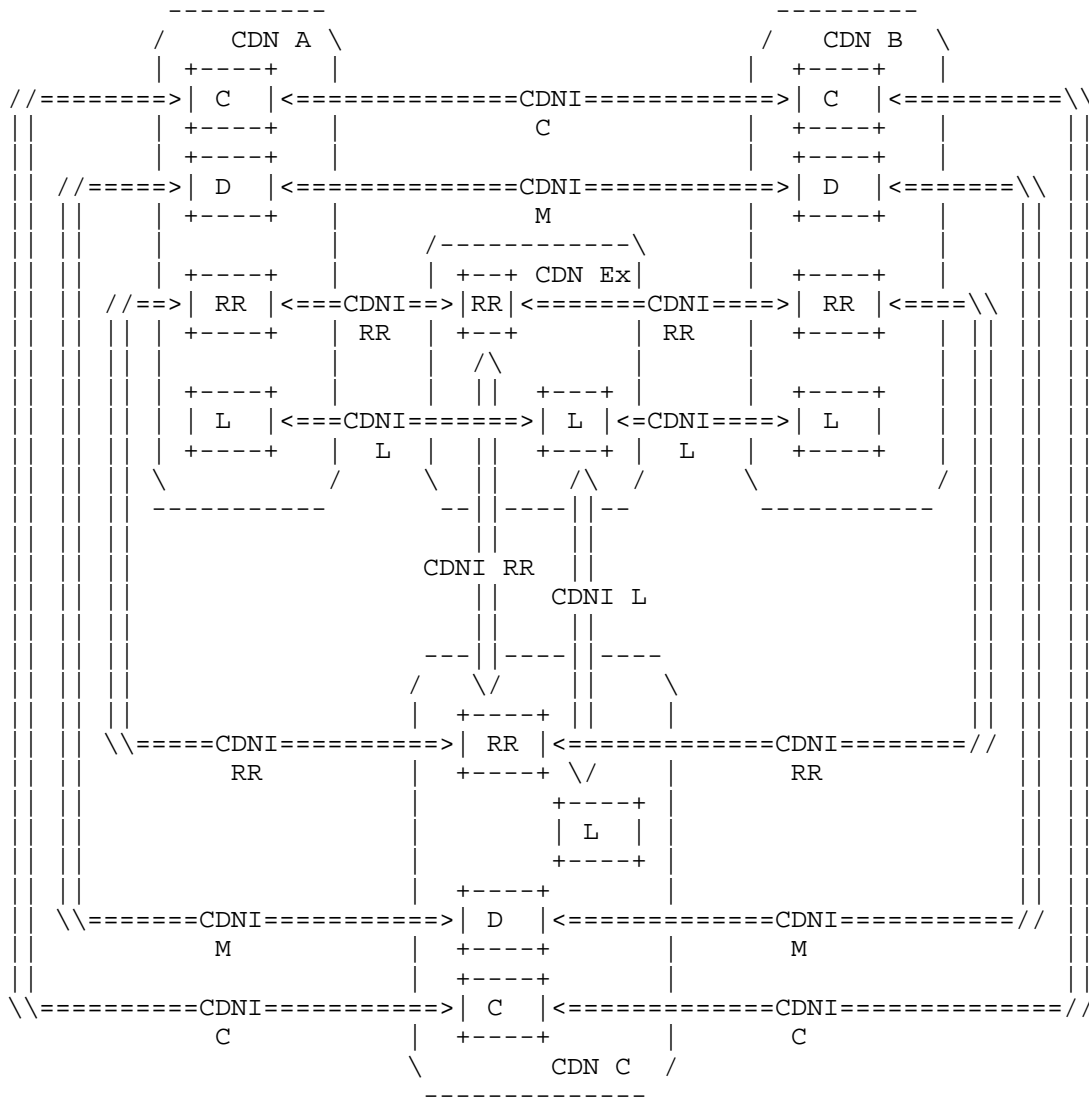 CDN A CDN B
C CDNI C
C
D CDNI D
M
CDN Ex
RR CDNI RR CDNI RR
RR RR
L CDNI L CDNI L
L L
CDNI RR
CDNI L
CDNI RR CDNI
RR RR
L
CDNI D CDNI
M M
CDNI C CDNI
C C
CDN C